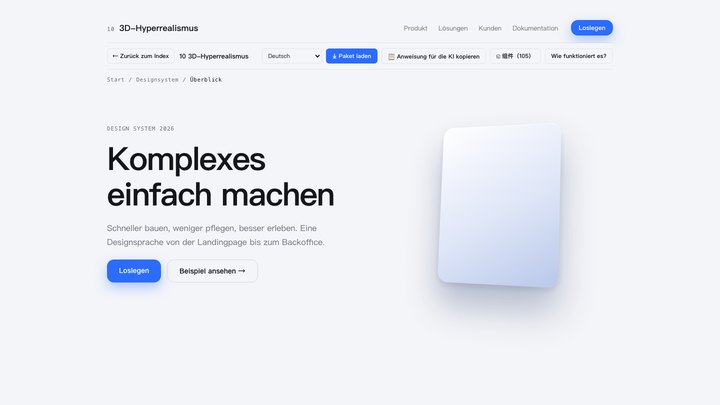 10 3D-Hyperrealismus
Produkt Lösungen Kunden Dokumentation Loslegen
← Zurück zum Index 10 3D-Hyperrealismus Deutsch ⤓ Paket laden 📋 Anweisung für die KI kopieren ⧉ 组件 (105) Wie funktioniert es?
Start / Designsystem / Überblick
DESIGN SYSTEM 2026
Komplexes
einfach machen
Schneller bauen, weniger pflegen, besser erleben. Eine
Designsprache von der Landingpage bis zum Backoffice.
Loslegen Beispiel ansehen →